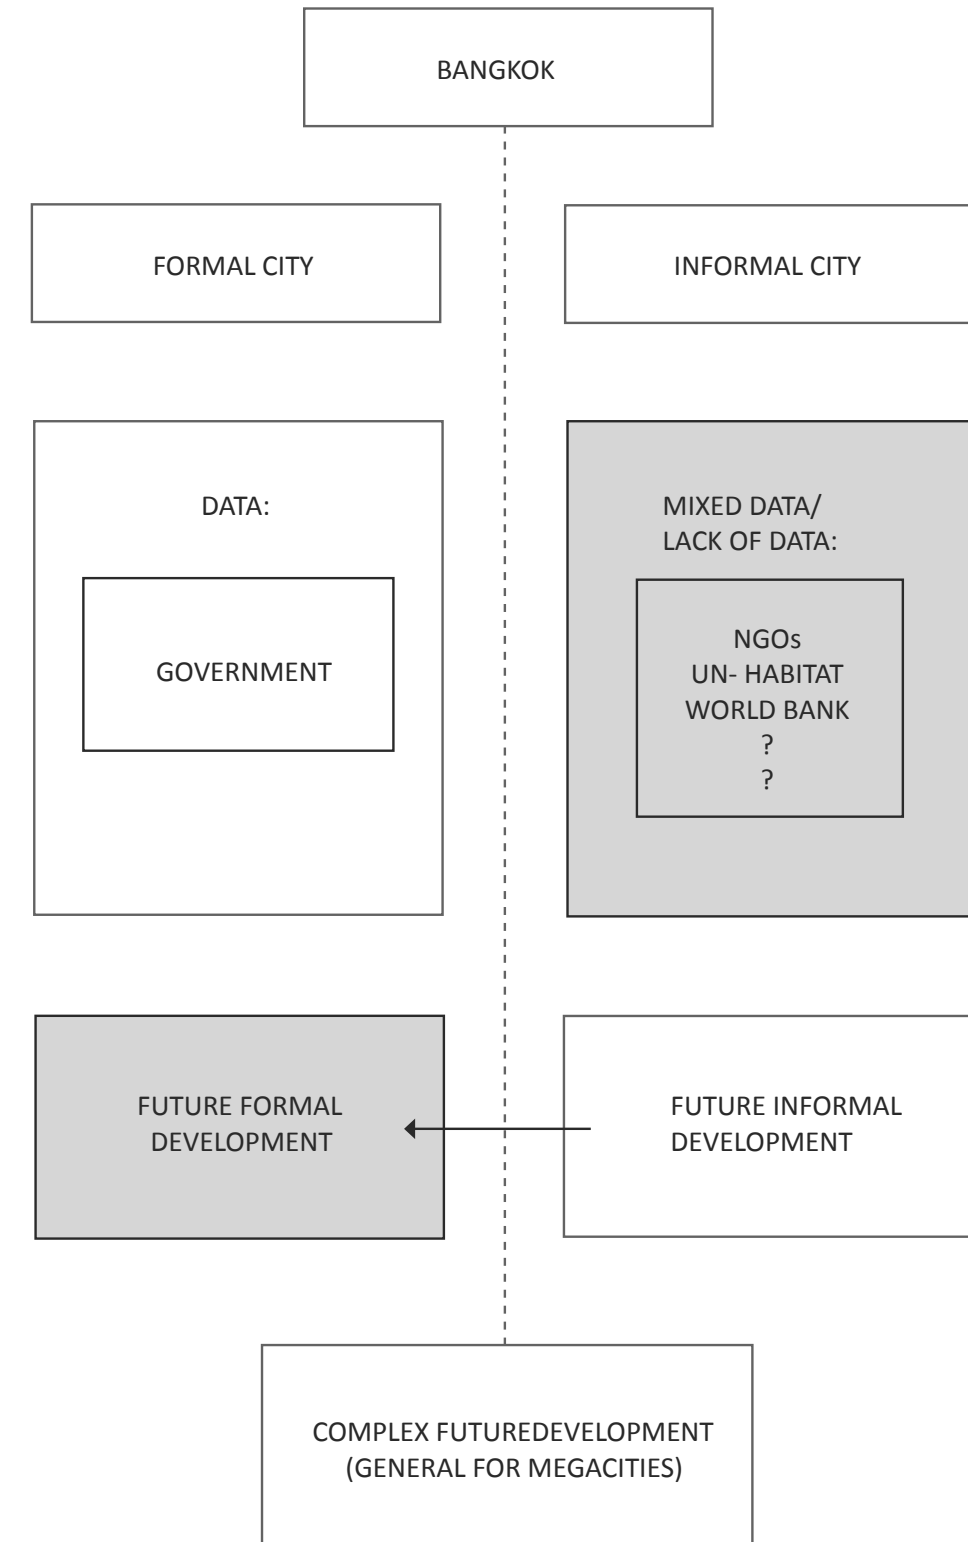 BANGKOK
FORMAL CITY
INFORMAL CITY
DATA:
GOVERNMENT
MIXED DATA/
LACK OF DATA:
NGOs
UN- HABITAT
WORLD BANK
?
?
FUTURE FORMAL
DEVELOPMENT
FUTURE INFORMAL
DEVELOPMENT
COMPLEX FUTUREDEVELOPMENT
(GENERAL FOR MEGACITIES)